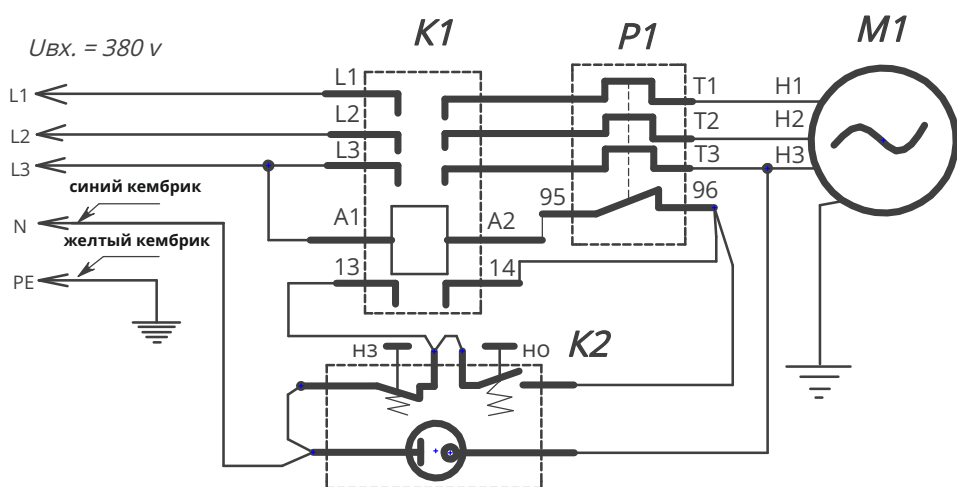 K1
P1
M1
Uвх. = 380 v
L1
L1
T1
H1
L2
L2
T2
H2
L3
L3
T3
H3
синий кембрик
95
96
N
A1
A2
желтый кембрик
13
14
PE
K2
нз
но